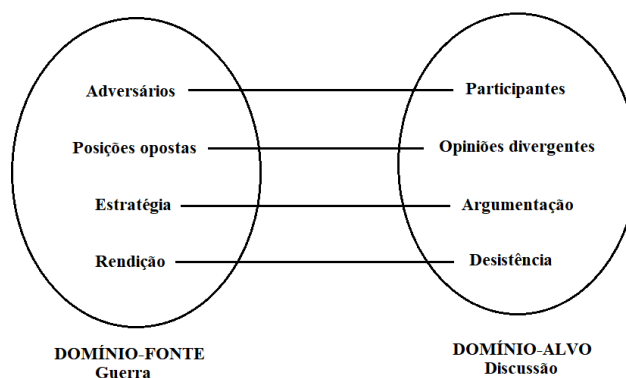 Adversários
Participantes
Posições opostas
Opiniões divergentes
Estratégia
Argumentação
Rendição
Desistência
DOMÍNIO-FONTE
Guerra
DOMÍNIO-ALVO
Discussão